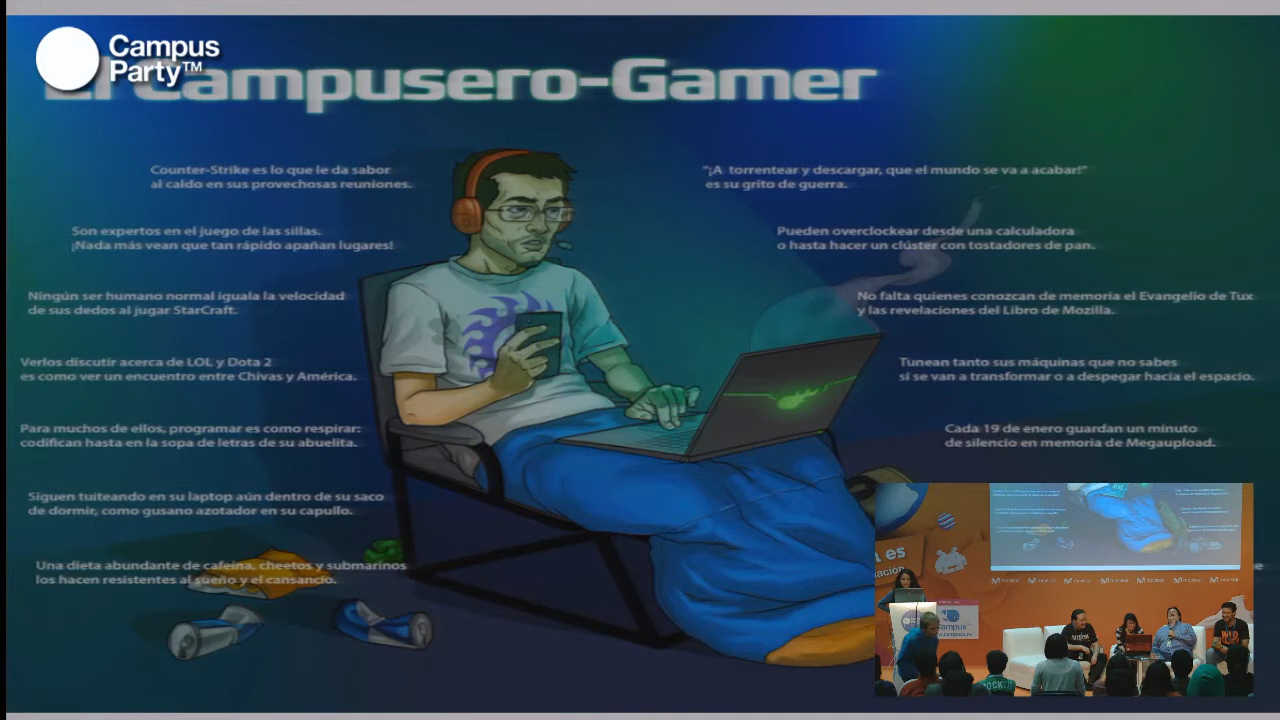 Campus
Party™
El Campusero-Gamer
Counter-Strike es lo que le da sabor
al caldo en sus provechosas reuniones.
Son expertos en el juego de las sillas.
¡Nada más vean que tan rápido apañan lugares!
Ningún ser humano normal iguala la velocidad
de sus dedos al jugar StarCraft.
Verlos discutir acerca de LOL y Dota 2
es como ver un encuentro entre Chivas y América.
Para muchos de ellos, programar es como respirar:
codifican hasta en la sopa de letras de su abuelita.
Siguen tuiteando en su laptop aún dentro de su saco
de dormir, como gusano azotador en su capullo.
Una dieta abundante de cafeína, cheetos y submarinos
los hacen resistentes al sueño y el cansancio.
"¡A torrentear y descargar, que el mundo se va a acabar!"
es su grito de guerra.
Pueden overclockear desde una calculadora
o hasta hacer un clúster con tostadores de pan.
No falta quienes conozcan de memoria el Evangelio de Tux
y las revelaciones del Libro de Mozilla.
Tunean tanto sus máquinas que no sabes
si se van a transformar o a despegar hacia el espacio.
Cada 19 de enero guardan un minuto
de silencio en memoria de Megaupload.
es
movistar movistar movistar movistar movistar movistar movistar
campus